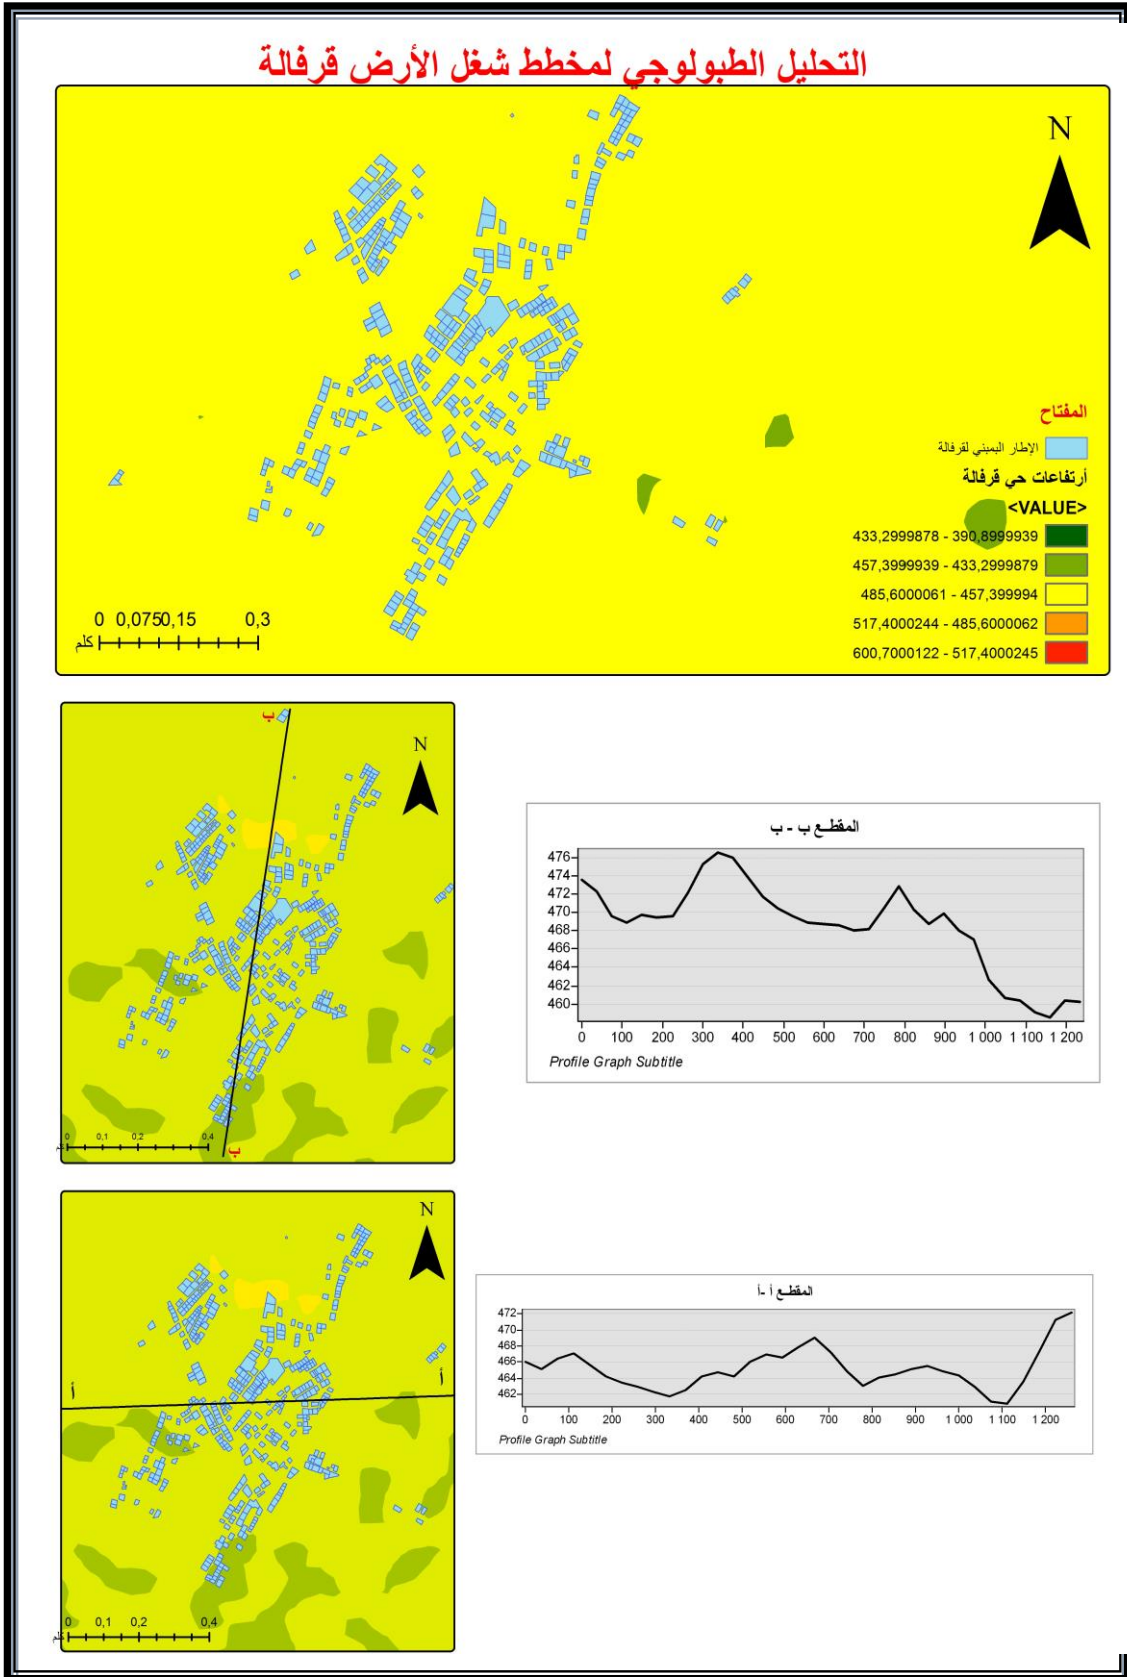 التحليل الطبولوجي لمخطط شغل الأرض قرفالة
N
المفتاح
الإطار اليمبني لقرفالة
أرتفاعات حي قرفالة
<VALUE>
433,2999878 - 390,8999939
457,3999939 - 433,2999879
485,6000061 - 457,399994
517,4000244 - 485,6000062
600,7000122 - 517,4000245
0 0,075 0,15 0,3
كلم
ب
N
0 0,1 0,2 0,4
كلم
ب
المقطع ب - ب
476
474
472
470
468
466
464
462
460
0 100 200 300 400 500 600 700 800 900 1 000 1 100 1 200
Profile Graph Subtitle
N
أ أ
0 0,1 0,2 0,4
كلم
المقطع أ -أ
472
470
468
466
464
462
0 100 200 300 400 500 600 700 800 900 1 000 1 100 1 200
Profile Graph Subtitle